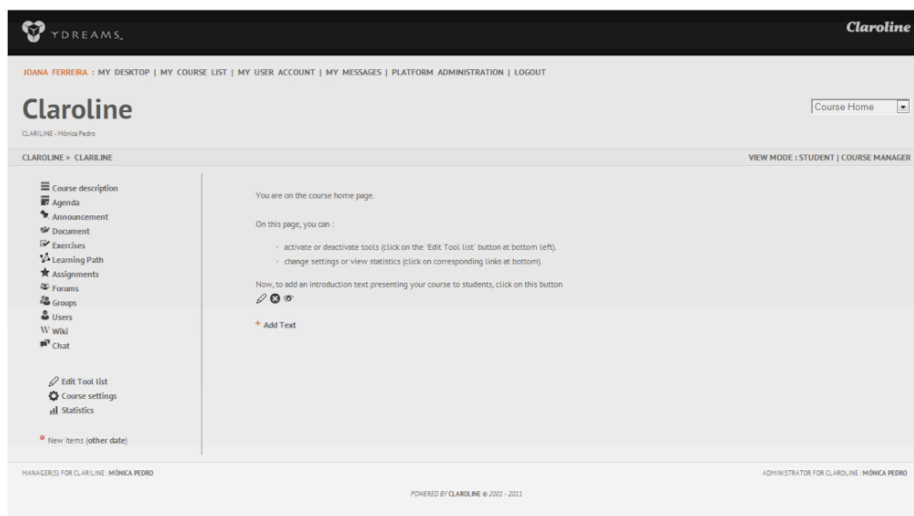 YDREAMS
Claroline
JOANA FERREIRA : MY DESKTOP | MY COURSE LIST | MY USER ACCOUNT | MY MESSAGES | PLATFORM ADMINISTRATION | LOGOUT
Claroline
Course Home
CLARILINE - Mónica Pedro
CLAROLINE > CLARILINE
VIEW MODE : STUDENT | COURSE MANAGER
Course description
Agenda
Announcement
Document
Exercises
Learning Path
Assignments
Forums
Groups
Users
Wiki
Chat
Edit Tool list
Course settings
Statistics
New items (other date)
You are on the course home page.
On this page, you can :
- activate or deactivate tools (click on the 'Edit Tool list' button at bottom left).
- change settings or view statistics (click on corresponding links at bottom).
Now, to add an introduction text presenting your course to students, click on this button
+ Add Text
MANAGER(S) FOR CLARILINE : MÓNICA PEDRO
ADMINISTRATOR FOR CLAROLINE : MÓNICA PEDRO
POWERED BY CLAROLINE © 2001 - 2011